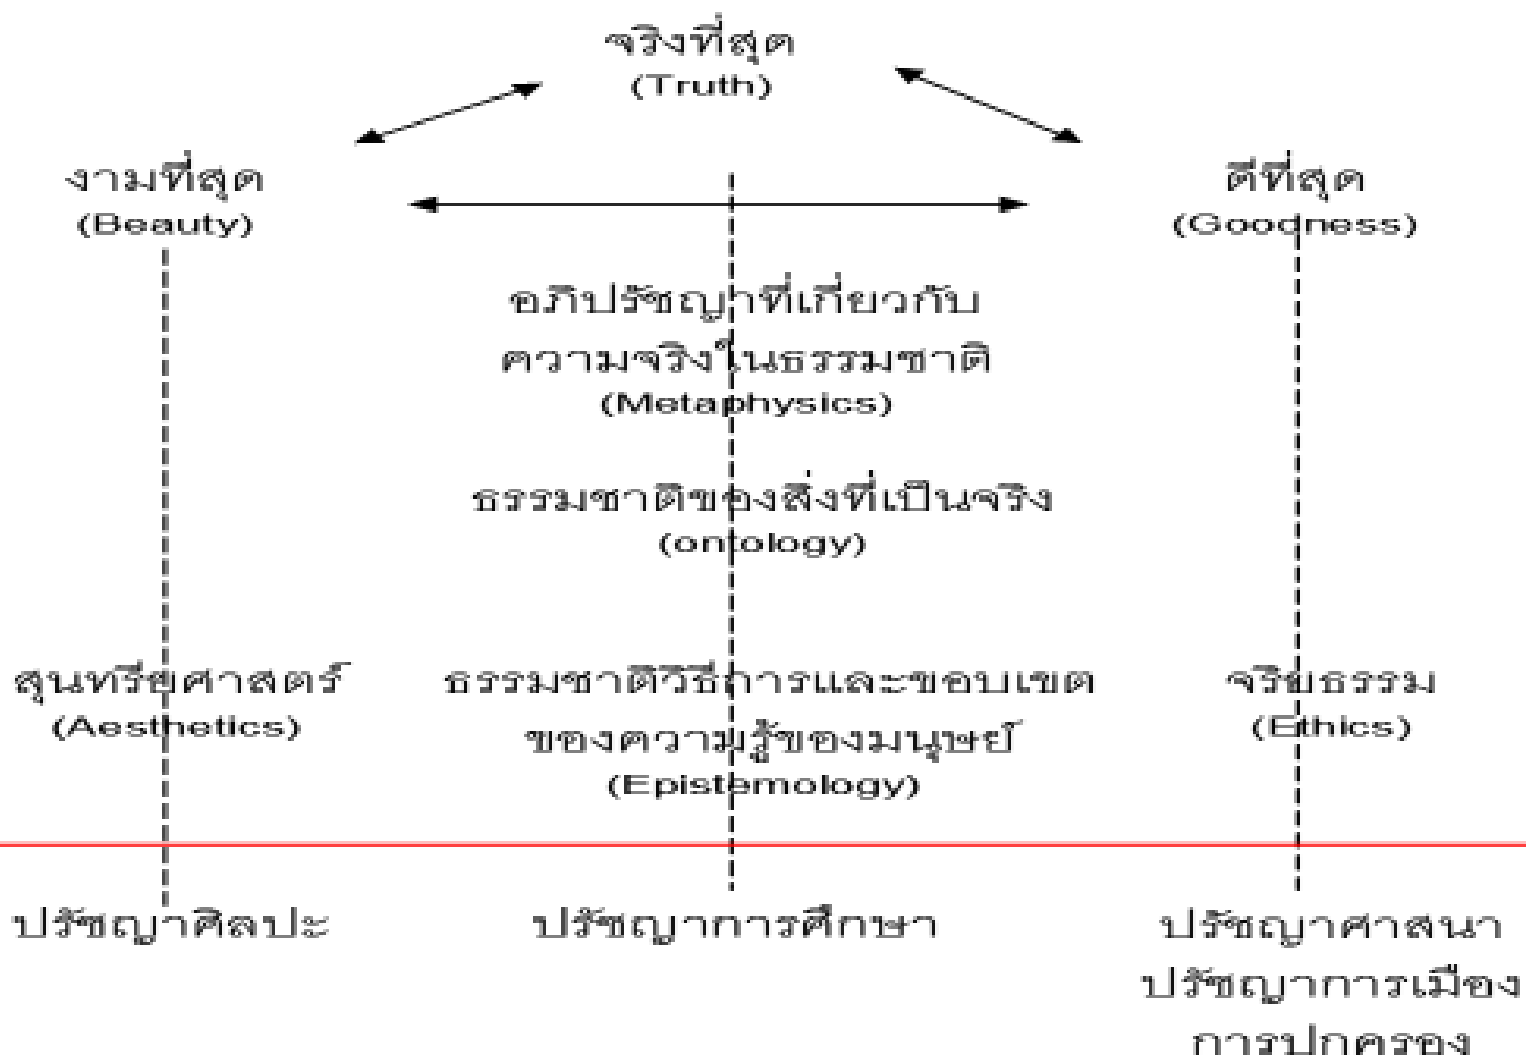 จริงที่สุด
(Truth)
งามที่สุด
(Beauty)
ดีที่สุด
(Goodness)
อภิปรัชญาที่เกี่ยวกับ
ความจริงในธรรมชาติ
(Metaphysics)
ธรรมชาติของสิ่งที่เป็นจริง
(ontology)
สุนทรียศาสตร์
(Aesthetics)
ธรรมชาติวิธีการและขอบเขต
ของความรู้ของมนุษย์
(Epistemology)
จริยธรรม
(Ethics)
ปรัชญาศิลปะ
ปรัชญาการศึกษา
ปรัชญาศาสนา
ปรัชญาการเมือง
การปกครอง